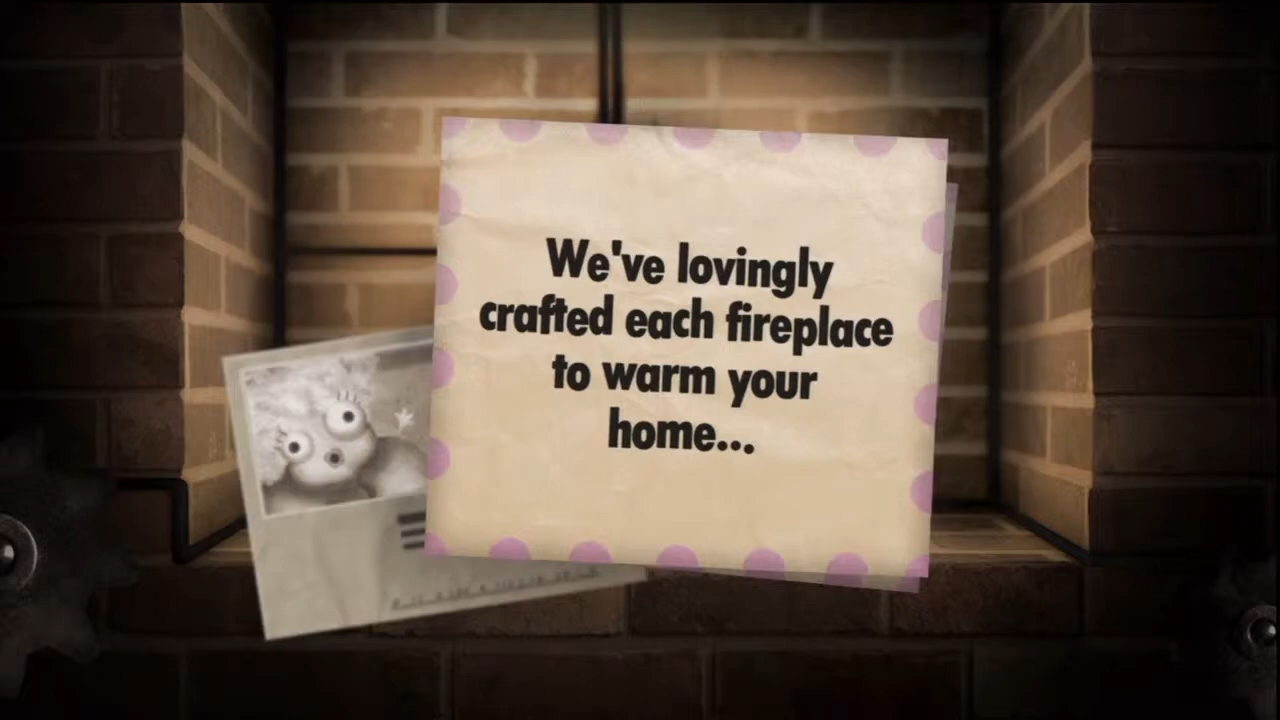 We've lovingly
crafted each fireplace
to warm your
home...